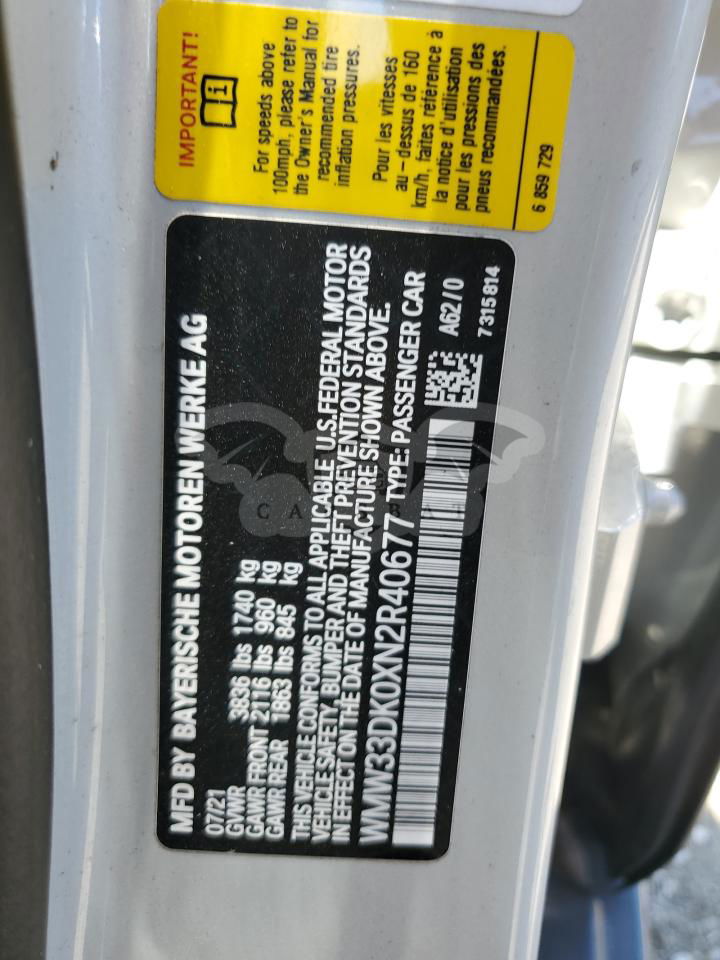 IMPORTANT!
For speeds above
100mph, please refer to
the Owner's Manual for
recommended tire
inflation pressures.
Pour les vitesses
au - dessus de 160
km/h, faites référence à
la notice d'utilisation
pour les pressions des
pneus recommandées.
6 859 729
MFD BY BAYERISCHE MOTOREN WERKE AG
07/21
GVWR 3836 lbs 1740 kg
GAWR FRONT 2116 lbs 960 kg
GAWR REAR 1863 lbs 845 kg
THIS VEHICLE CONFORMS TO ALL APPLICABLE U.S.FEDERAL MOTOR
VEHICLE SAFETY, BUMPER AND THEFT PREVENTION STANDARDS
IN EFFECT ON THE DATE OF MANUFACTURE SHOWN ABOVE.
WMW33DK0XN2R40677 TYPE: PASSENGER CAR
A62/0
7315814